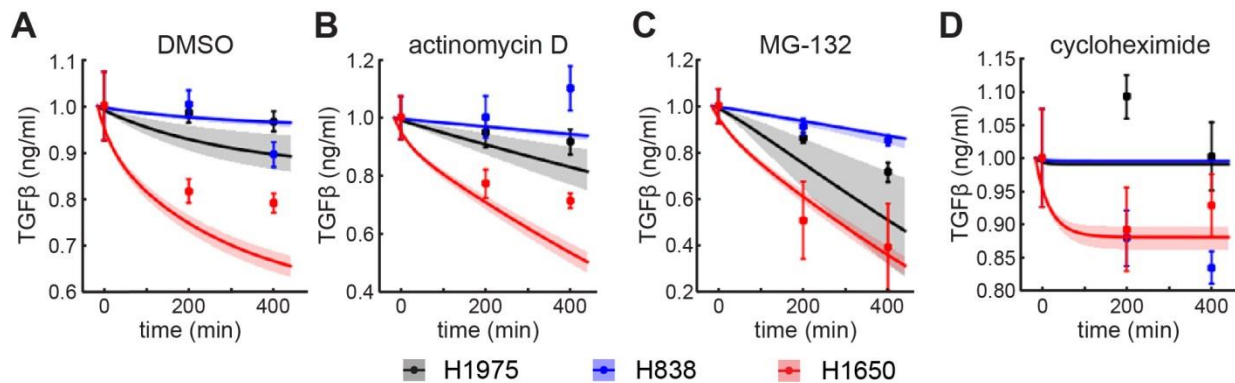 A
DMSO
TGFβ (ng/ml)
1.1
1.0
0.9
0.8
0.7
0.6
0
200
400
time (min)
B
actinomycin D
TGFβ (ng/ml)
1.2
1.0
0.8
0.6
0.4
0
200
400
time (min)
C
MG-132
TGFβ (ng/ml)
1.2
1.0
0.8
0.6
0.4
0.2
0
200
400
time (min)
D
cycloheximide
TGFβ (ng/ml)
1.15
1.10
1.05
1.00
0.95
0.90
0.85
0.80
0
200
400
time (min)
H1975
H838
H1650